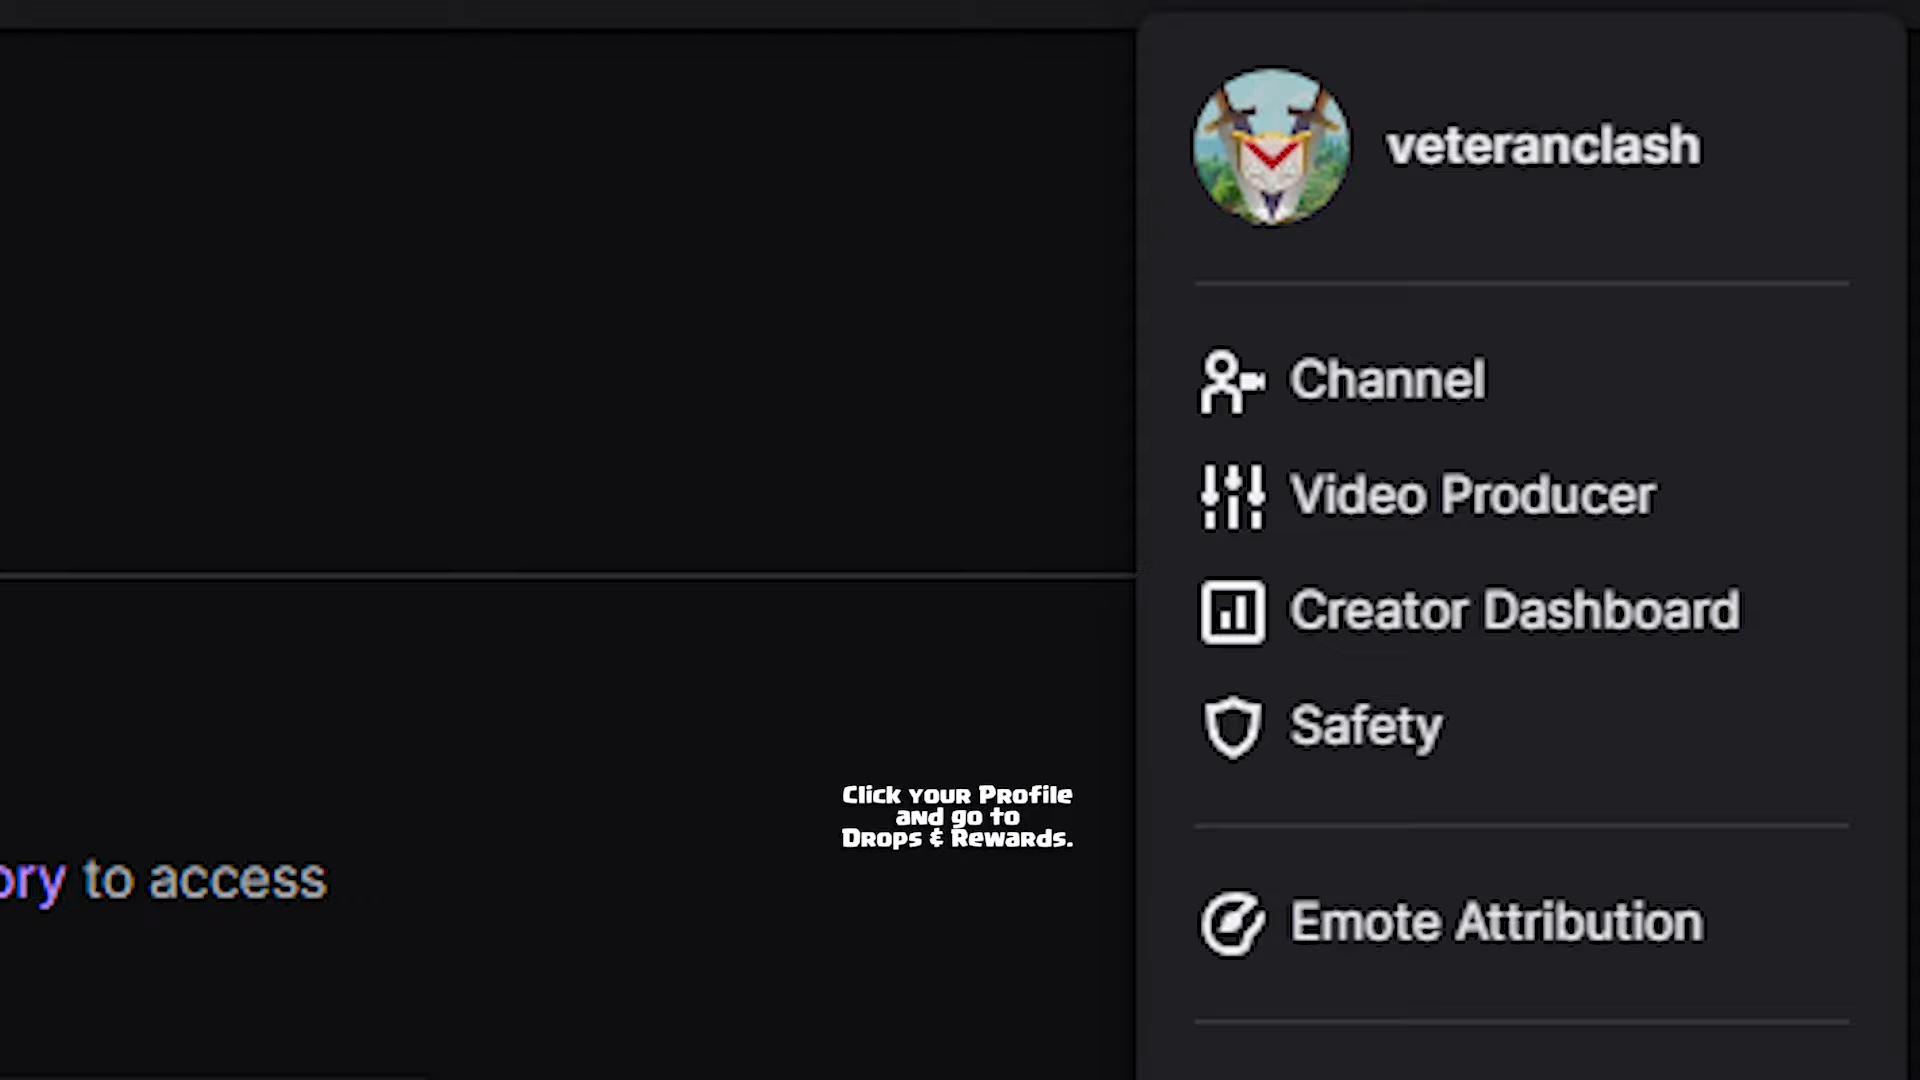 veteranclash
Channel
Video Producer
Creator Dashboard
Safety
Click your Profile
and go to
Drops & Rewards.
ory to access
Emote Attribution